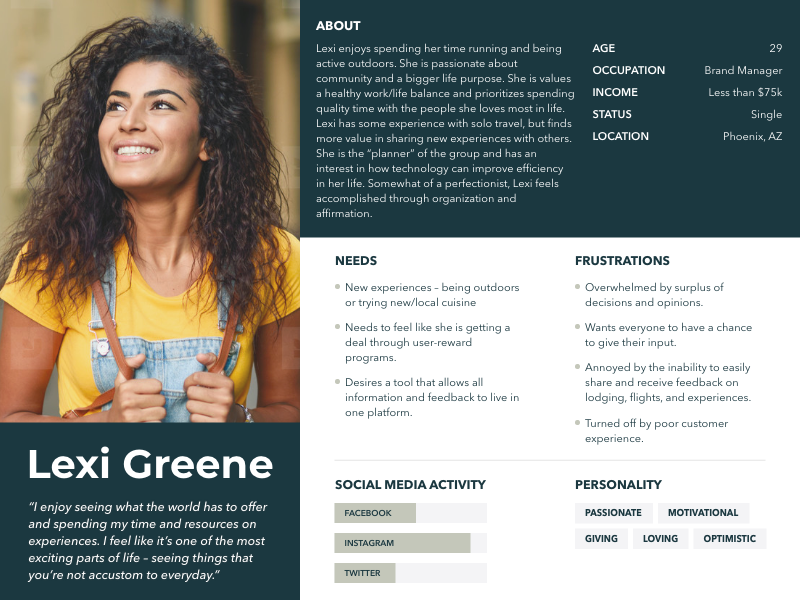 ABOUT
Lexi enjoys spending her time running and being
active outdoors. She is passionate about
community and a bigger life purpose. She is values
a healthy work/life balance and prioritizes spending
quality time with the people she loves most in life.
Lexi has some experience with solo travel, but finds
more value in sharing new experiences with others.
She is the “planner” of the group and has an
interest in how technology can improve efficiency
in her life. Somewhat of a perfectionist, Lexi feels
accomplished through organization and
affirmation.
AGE 29
OCCUPATION Brand Manager
INCOME Less than $75k
STATUS Single
LOCATION Phoenix, AZ
Lexi Greene
“I enjoy seeing what the world has to offer
and spending my time and resources on
experiences. I feel like it’s one of the most
exciting parts of life – seeing things that
you’re not accustom to everyday.”
NEEDS
New experiences – being outdoors
or trying new/local cuisine
Needs to feel like she is getting a
deal through user-reward
programs.
Desires a tool that allows all
information and feedback to live in
one platform.
FRUSTRATIONS
Overwhelmed by surplus of
decisions and opinions.
Wants everyone to have a chance
to give their input.
Annoyed by the inability to easily
share and receive feedback on
lodging, flights, and experiences.
Turned off by poor customer
experience.
SOCIAL MEDIA ACTIVITY
FACEBOOK
INSTAGRAM
TWITTER
PERSONALITY
PASSIONATE MOTIVATIONAL
GIVING LOVING OPTIMISTIC